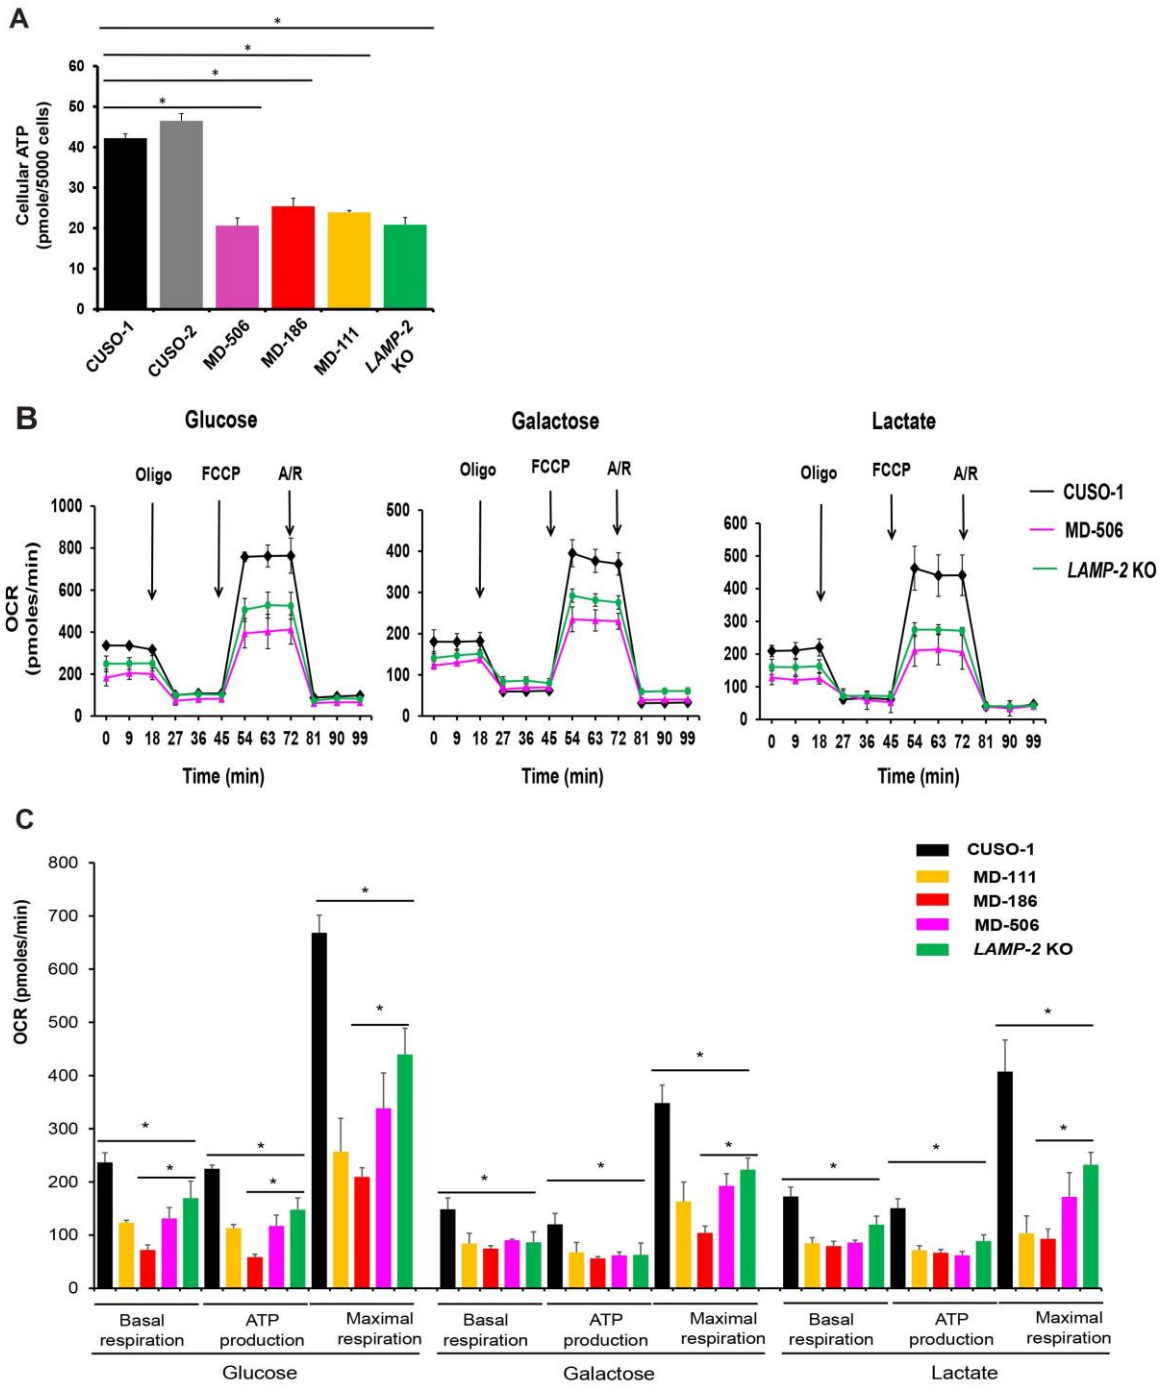 A
*
*
*
*
60
50
40
30
20
10
0
Cellular ATP
(pmole/5000 cells)
CUSO-1
CUSO-2
MD-506
MD-186
MD-111
LAMP-2
KO
B
Glucose
Galactose
Lactate
Oligo
FCCP
A/R
Oligo
FCCP
A/R
Oligo
FCCP
A/R
CUSO-1
MD-506
LAMP-2 KO
OCR
(pmoles/min)
1000
800
600
400
200
0
0 9 18 27 36 45 54 63 72 81 90 99
Time (min)
500
400
300
200
100
0
0 9 18 27 36 45 54 63 72 81 90 99
Time (min)
600
500
400
300
200
100
0
0 9 18 27 36 45 54 63 72 81 90 99
Time (min)
C
CUSO-1
MD-111
MD-186
MD-506
LAMP-2 KO
OCR (pmoles/min)
800
700
600
500
400
300
200
100
0
*
*
*
*
*
*
*
*
*
*
*
*
*
*
Basal
respiration
ATP
production
Maximal
respiration
Basal
respiration
ATP
production
Maximal
respiration
Basal
respiration
ATP
production
Maximal
respiration
Glucose
Galactose
Lactate